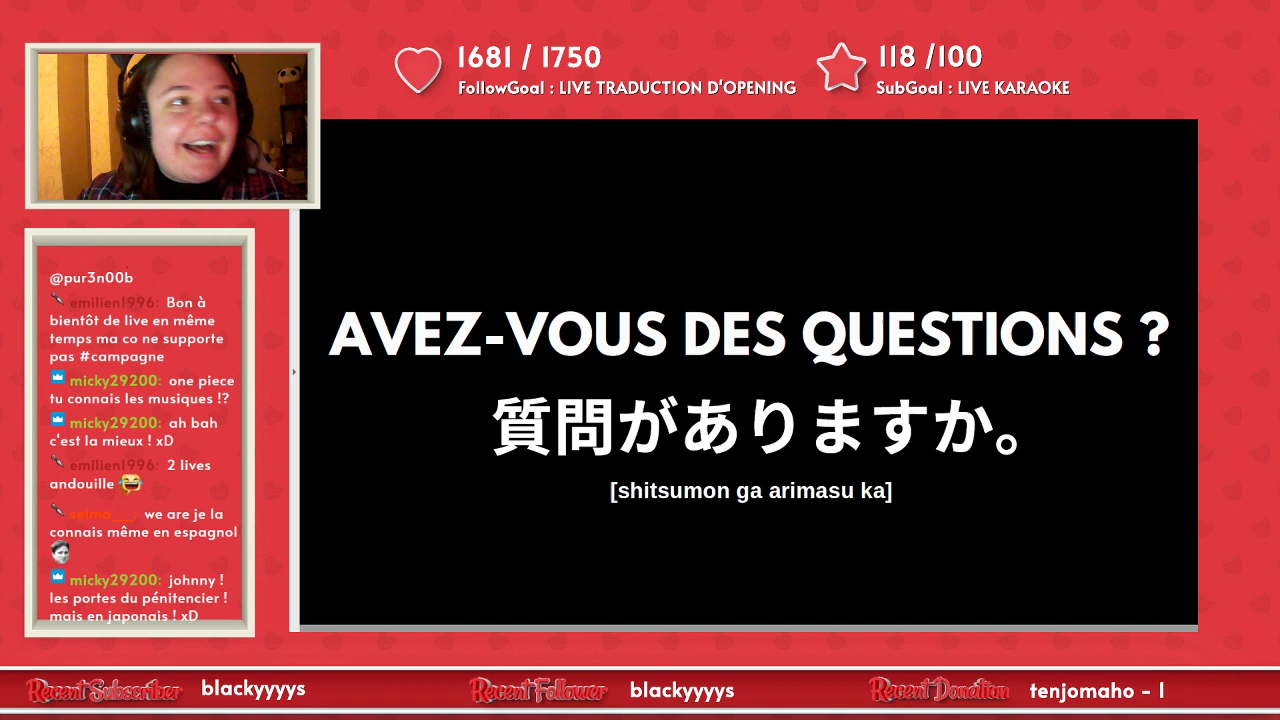 1681 / 1750
FollowGoal : LIVE TRADUCTION D'OPENING
118 /100
SubGoal : LIVE KARAOKE
@pur3n00b
emilien1996: Bon à
bientôt de live en même
temps ma co ne supporte
pas #campagne
micky29200: one piece
tu connais les musiques !?
micky29200: ah bah
c'est la mieux ! xD
emilien1996: 2 lives
andouille
seimo___: we are je la
connais même en espagnol
micky29200: johnny !
les portes du pénitencier !
mais en japonais ! xD
AVEZ-VOUS DES QUESTIONS ?
質問がありますか。
[shitsumon ga arimasu ka]
Recent Subscriber blackyyyys
Recent Follower blackyyyys
Recent Donation tenjomaho - 1